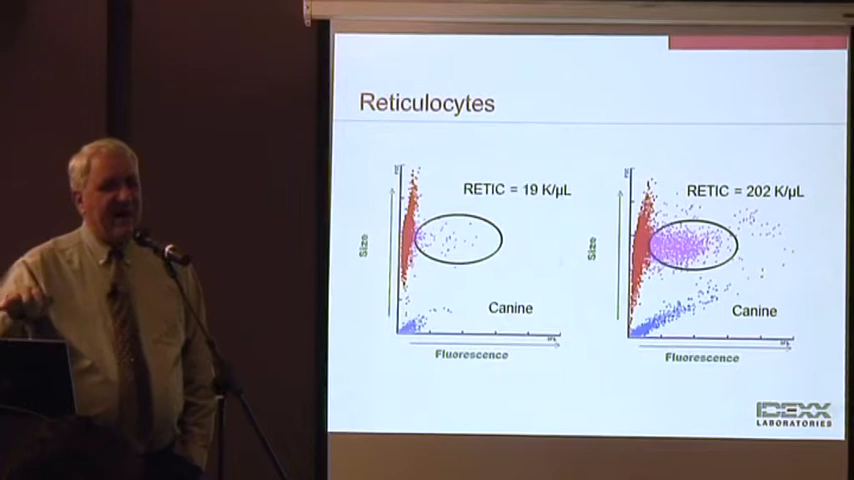 Reticulocytes
RETIC = 19 K/µL
Size
Canine
Fluorescence
RETIC = 202 K/µL
Size
Canine
Fluorescence
IDEXX
LABORATORIES